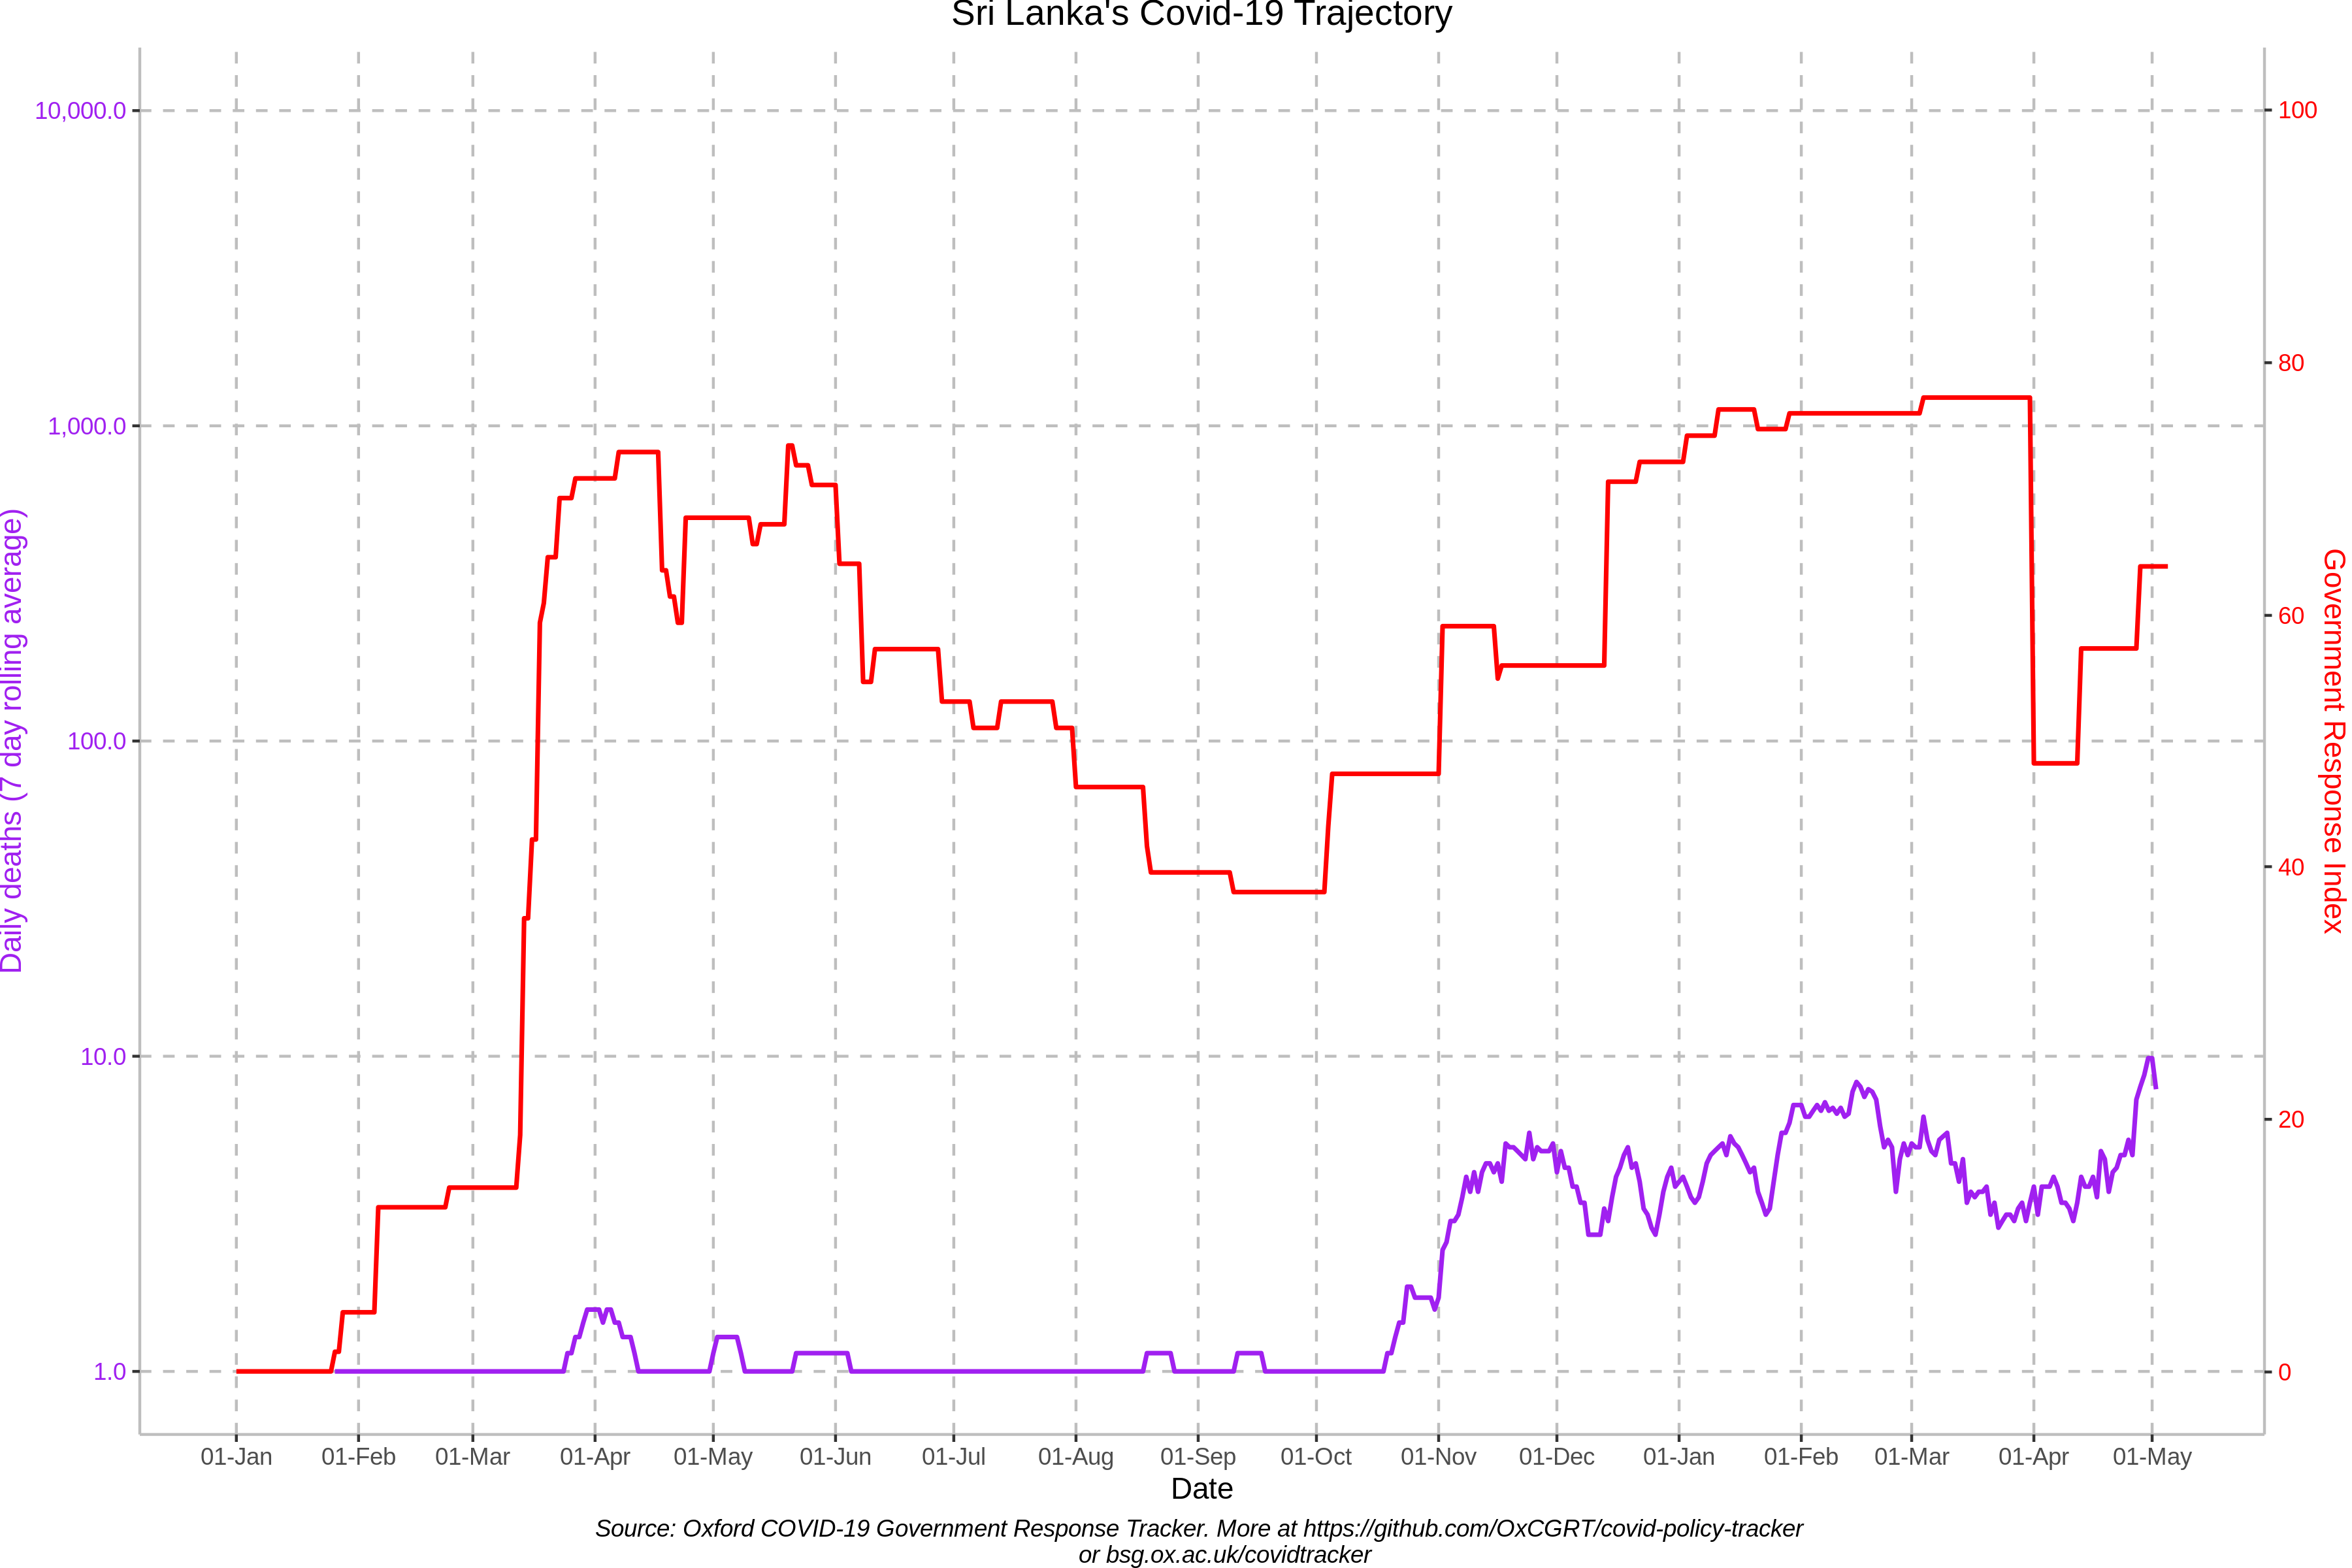 Sri Lanka's Covid-19 Trajectory
10,000.0
1,000.0
100.0
10.0
1.0
Daily deaths (7 day rolling average)
100
80
60
40
20
0
Government Response Index
01-Jan 01-Feb 01-Mar 01-Apr 01-May 01-Jun 01-Jul 01-Aug 01-Sep 01-Oct 01-Nov 01-Dec 01-Jan 01-Feb 01-Mar 01-Apr 01-May
Date
Source: Oxford COVID-19 Government Response Tracker. More at https://github.com/OxCGRT/covid-policy-tracker
or bsg.ox.ac.uk/covidtracker